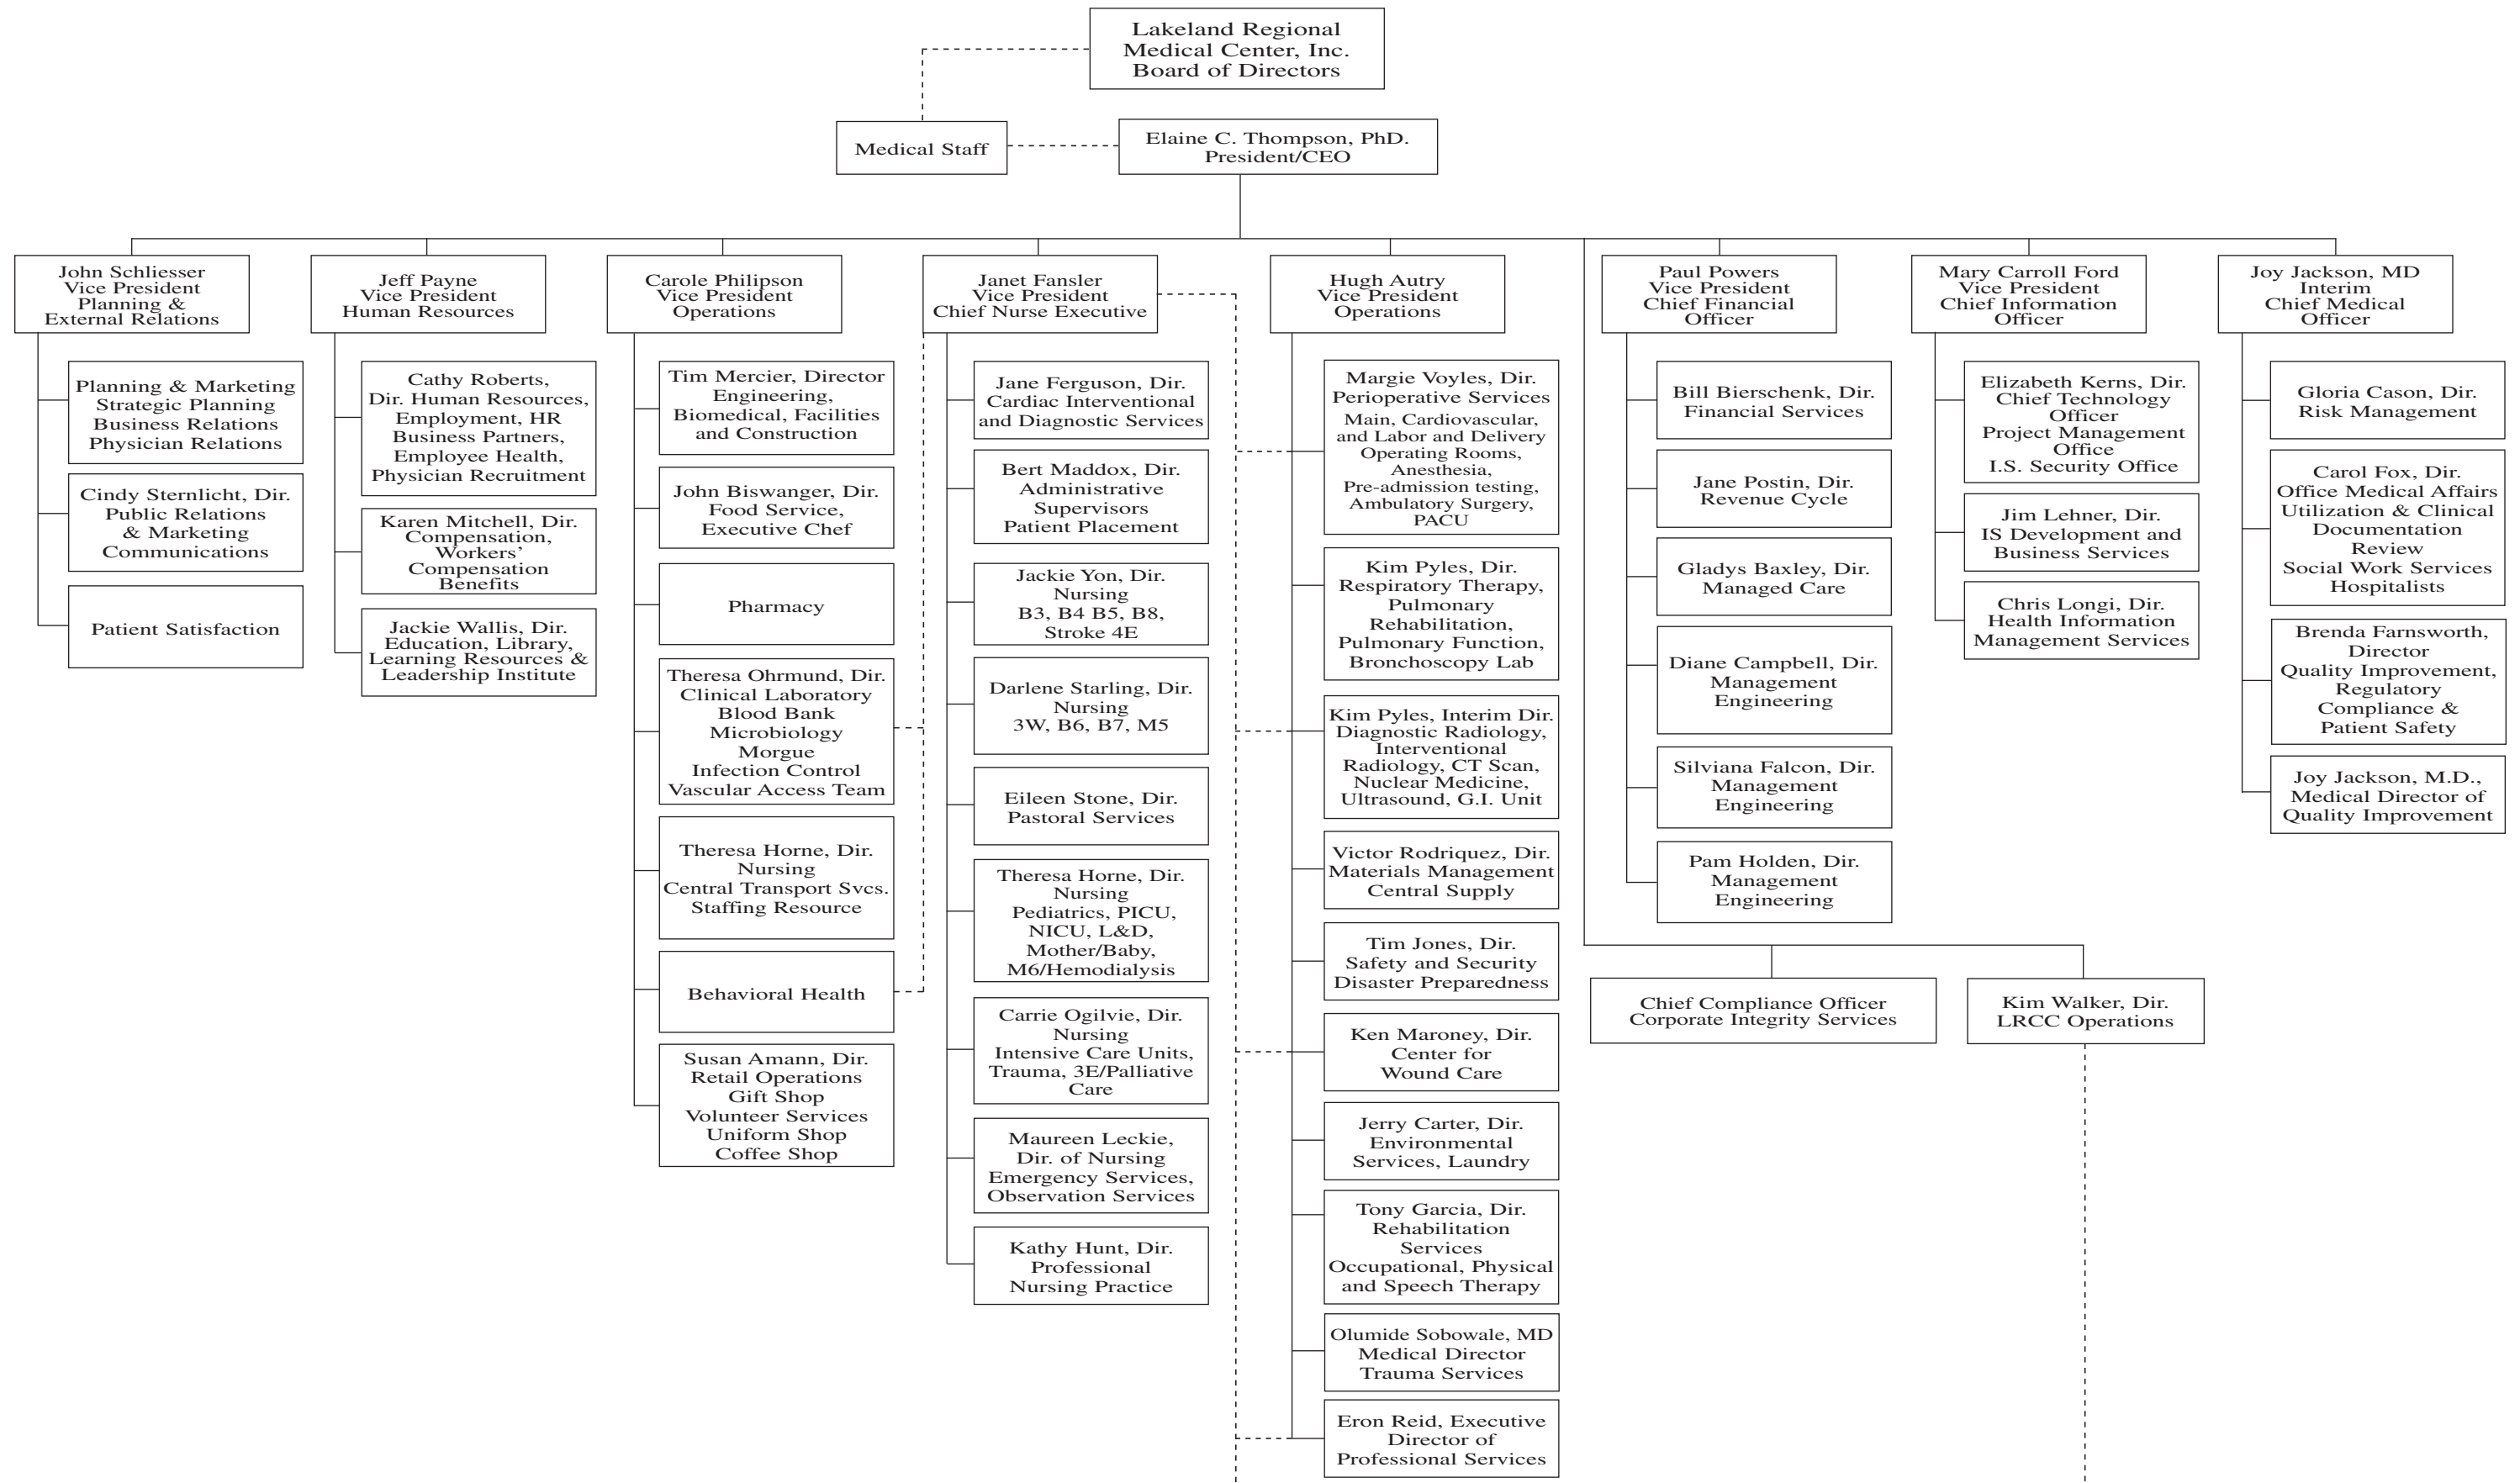 Lakeland Regional
Medical Center, Inc.
Board of Directors
Medical Staff
Elaine C. Thompson, PhD.
President/CEO
John Schliesser
Vice President
Planning &
External Relations
Planning & Marketing
Strategic Planning
Business Relations
Physician Relations
Cindy Sternlicht, Dir.
Public Relations
& Marketing
Communications
Patient Satisfaction
Jeff Payne
Vice President
Human Resources
Cathy Roberts,
Dir. Human Resources,
Employment, HR
Business Partners,
Employee Health,
Physician Recruitment
Karen Mitchell, Dir.
Compensation,
Workers’
Compensation
Benefits
Jackie Wallis, Dir.
Education, Library,
Learning Resources &
Leadership Institute
Carole Philipson
Vice President
Operations
Tim Mercier, Director
Engineering,
Biomedical, Facilities
and Construction
John Biswanger, Dir.
Food Service,
Executive Chef
Pharmacy
Theresa Ohrmund, Dir.
Clinical Laboratory
Blood Bank
Microbiology
Morgue
Infection Control
Vascular Access Team
Theresa Horne, Dir.
Nursing
Central Transport Svcs.
Staffing Resource
Behavioral Health
Susan Amann, Dir.
Retail Operations
Gift Shop
Volunteer Services
Uniform Shop
Coffee Shop
Janet Fansler
Vice President
Chief Nurse Executive
Jane Ferguson, Dir.
Cardiac Interventional
and Diagnostic Services
Bert Maddox, Dir.
Administrative
Supervisors
Patient Placement
Jackie Yon, Dir.
Nursing
B3, B4 B5, B8,
Stroke 4E
Darlene Starling, Dir.
Nursing
3W, B6, B7, M5
Eileen Stone, Dir.
Pastoral Services
Theresa Horne, Dir.
Nursing
Pediatrics, PICU,
NICU, L&D,
Mother/Baby,
M6/Hemodialysis
Carrie Ogilvie, Dir.
Nursing
Intensive Care Units,
Trauma, 3E/Palliative
Care
Maureen Leckie,
Dir. of Nursing
Emergency Services,
Observation Services
Kathy Hunt, Dir.
Professional
Nursing Practice
Hugh Autry
Vice President
Operations
Margie Voyles, Dir.
Perioperative Services
Main, Cardiovascular,
and Labor and Delivery
Operating Rooms,
Anesthesia,
Pre-admission testing,
Ambulatory Surgery,
PACU
Kim Pyles, Dir.
Respiratory Therapy,
Pulmonary
Rehabilitation,
Pulmonary Function,
Bronchoscopy Lab
Kim Pyles, Interim Dir.
Diagnostic Radiology,
Interventional
Radiology, CT Scan,
Nuclear Medicine,
Ultrasound, G.I. Unit
Victor Rodriquez, Dir.
Materials Management
Central Supply
Tim Jones, Dir.
Safety and Security
Disaster Preparedness
Ken Maroney, Dir.
Center for
Wound Care
Jerry Carter, Dir.
Environmental
Services, Laundry
Tony Garcia, Dir.
Rehabilitation
Services
Occupational, Physical
and Speech Therapy
Olumide Sobowale, MD
Medical Director
Trauma Services
Eron Reid, Executive
Director of
Professional Services
Paul Powers
Vice President
Chief Financial
Officer
Bill Bierschenk, Dir.
Financial Services
Jane Postin, Dir.
Revenue Cycle
Gladys Baxley, Dir.
Managed Care
Diane Campbell, Dir.
Management
Engineering
Silviana Falcon, Dir.
Management
Engineering
Pam Holden, Dir.
Management
Engineering
Mary Carroll Ford
Vice President
Chief Information
Officer
Elizabeth Kerns, Dir.
Chief Technology
Officer
Project Management
Office
I.S. Security Office
Jim Lehner, Dir.
IS Development and
Business Services
Chris Longi, Dir.
Health Information
Management Services
Joy Jackson, MD
Interim
Chief Medical
Officer
Gloria Cason, Dir.
Risk Management
Carol Fox, Dir.
Office Medical Affairs
Utilization & Clinical
Documentation
Review
Social Work Services
Hospitalists
Brenda Farnsworth,
Director
Quality Improvement,
Regulatory
Compliance &
Patient Safety
Joy Jackson, M.D.,
Medical Director of
Quality Improvement
Chief Compliance Officer
Corporate Integrity Services
Kim Walker, Dir.
LRCC Operations